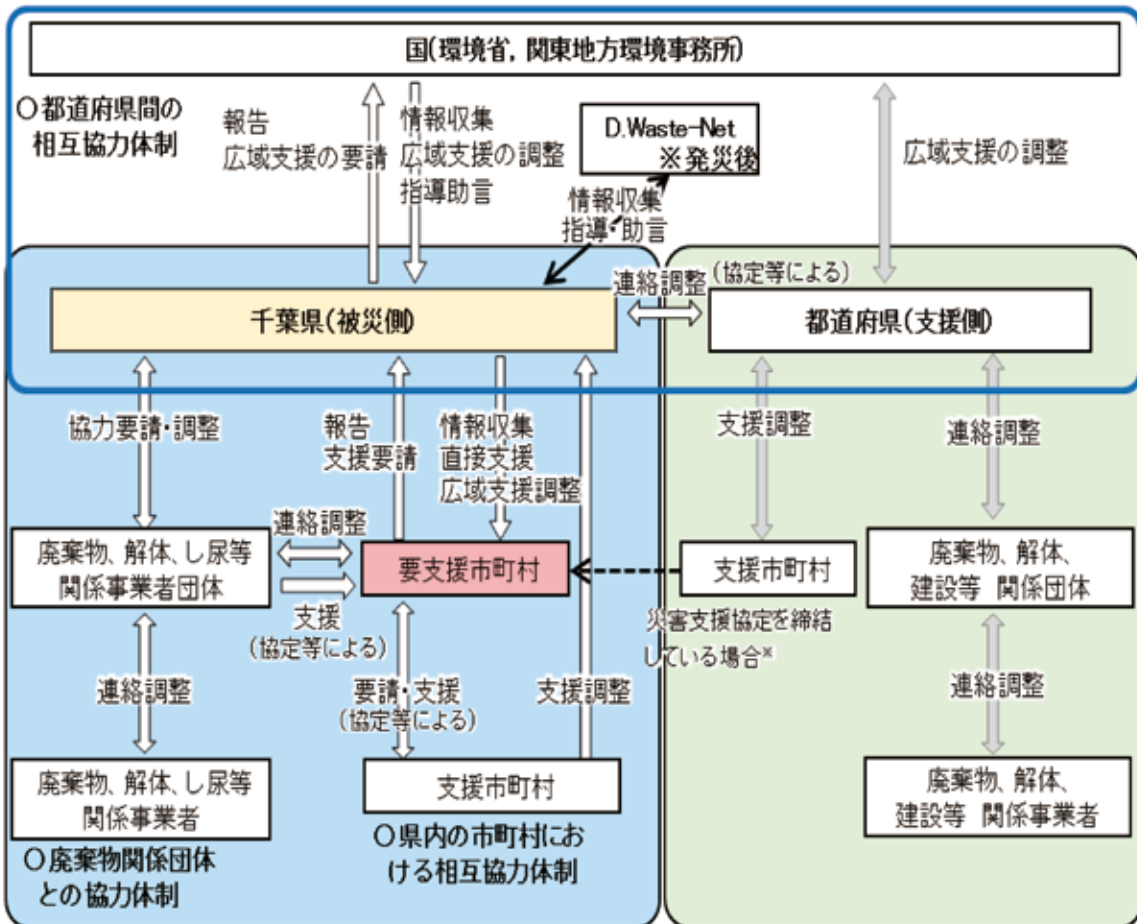 国(環境省,関東地方環境事務所)
〇都道府県間の
相互協力体制
報告
広域支援の要請
情報収集
広域支援の調整
指導助言
D.Waste-Net
※発災後
広域支援の調整
情報収集
指導・助言
連絡調整
(協定等による)
千葉県(被災側)
都道府県(支援側)
協力要請・調整
報告
支援要請
情報収集
直接支援
広域支援調整
支援調整
連絡調整
廃棄物、解体、し尿等
関係事業者団体
連絡調整
支援
(協定等による)
要支援市町村
支援市町村
災害支援協定を締結
している場合※
廃棄物、解体、
建設等 関係団体
連絡調整
要請・支援
(協定等による)
支援調整
連絡調整
廃棄物、解体、し尿等
関係事業者
支援市町村
廃棄物、解体、
建設等 関係事業者
〇廃棄物関係団体
との協力体制
〇県内の市町村にお
ける相互協力体制